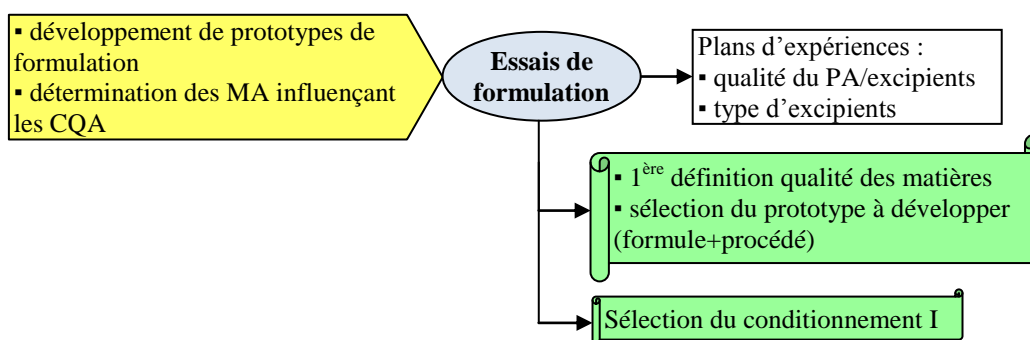 ▪ développement de prototypes de
formulation
▪ détermination des MA influençant
les CQA
Essais de
formulation
Plans d’expériences :
▪ qualité du PA/excipients
▪ type d’excipients
▪ 1ère définition qualité des matières
▪ sélection du prototype à développer
(formule+procédé)
Sélection du conditionnement I